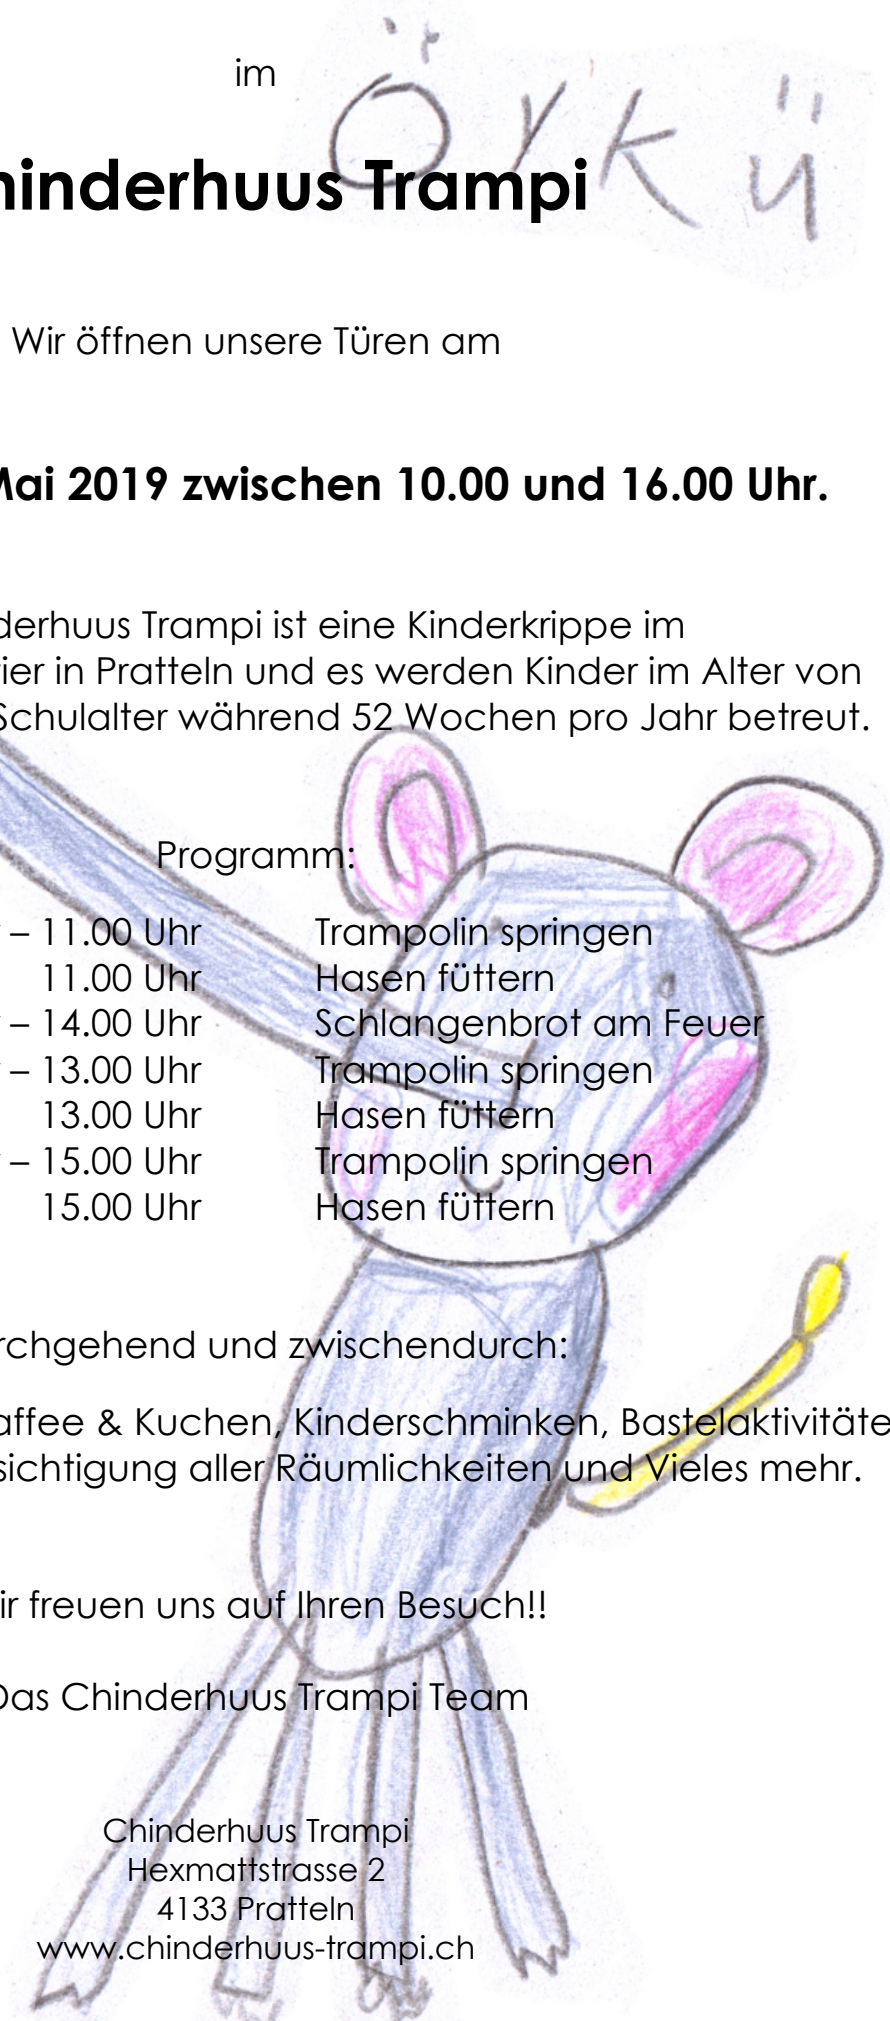 im
Örkü
hinderhuus Trampi
Wir öffnen unsere Türen am
Mai 2019 zwischen 10.00 und 16.00 Uhr.
derhuus Trampi ist eine Kinderkrippe im
ier in Pratteln und es werden Kinder im Alter von
Schulalter während 52 Wochen pro Jahr betreut.
Programm:
– 11.00 Uhr Trampolin springen
11.00 Uhr Hasen füttern
– 14.00 Uhr Schlangenbrot am Feuer
– 13.00 Uhr Trampolin springen
13.00 Uhr Hasen füttern
– 15.00 Uhr Trampolin springen
15.00 Uhr Hasen füttern
rchgehend und zwischendurch:
affee & Kuchen, Kinderschminken, Bastelaktivitäte
sichtigung aller Räumlichkeiten und Vieles mehr.
ir freuen uns auf Ihren Besuch!!
Das Chinderhuus Trampi Team
Chinderhuus Trampi
Hexmattstrasse 2
4133 Pratteln
www.chinderhuus-trampi.ch